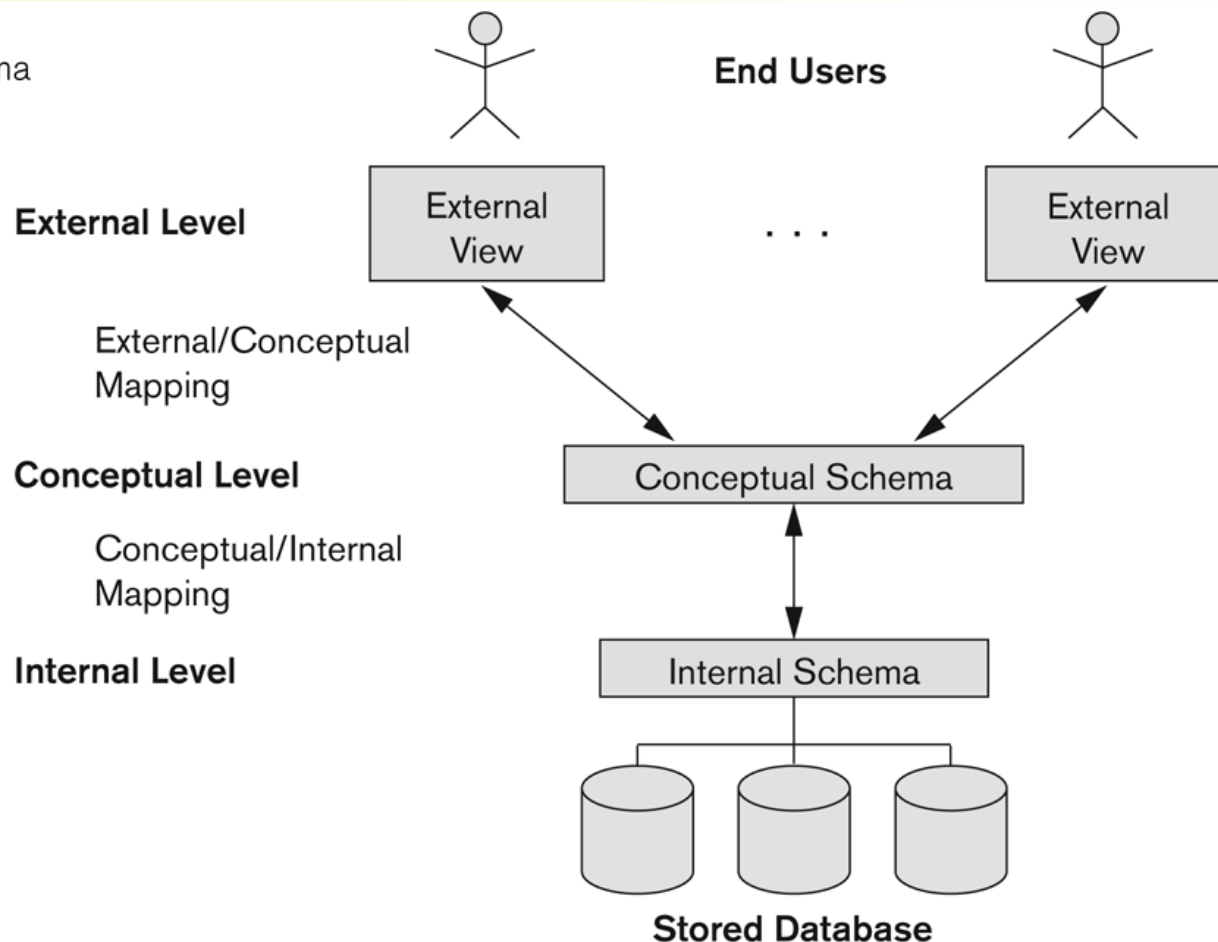 End Users
External Level
External
View
. . .
External
View
External/Conceptual
Mapping
Conceptual Level
Conceptual Schema
Conceptual/Internal
Mapping
Internal Level
Internal Schema
Stored Database